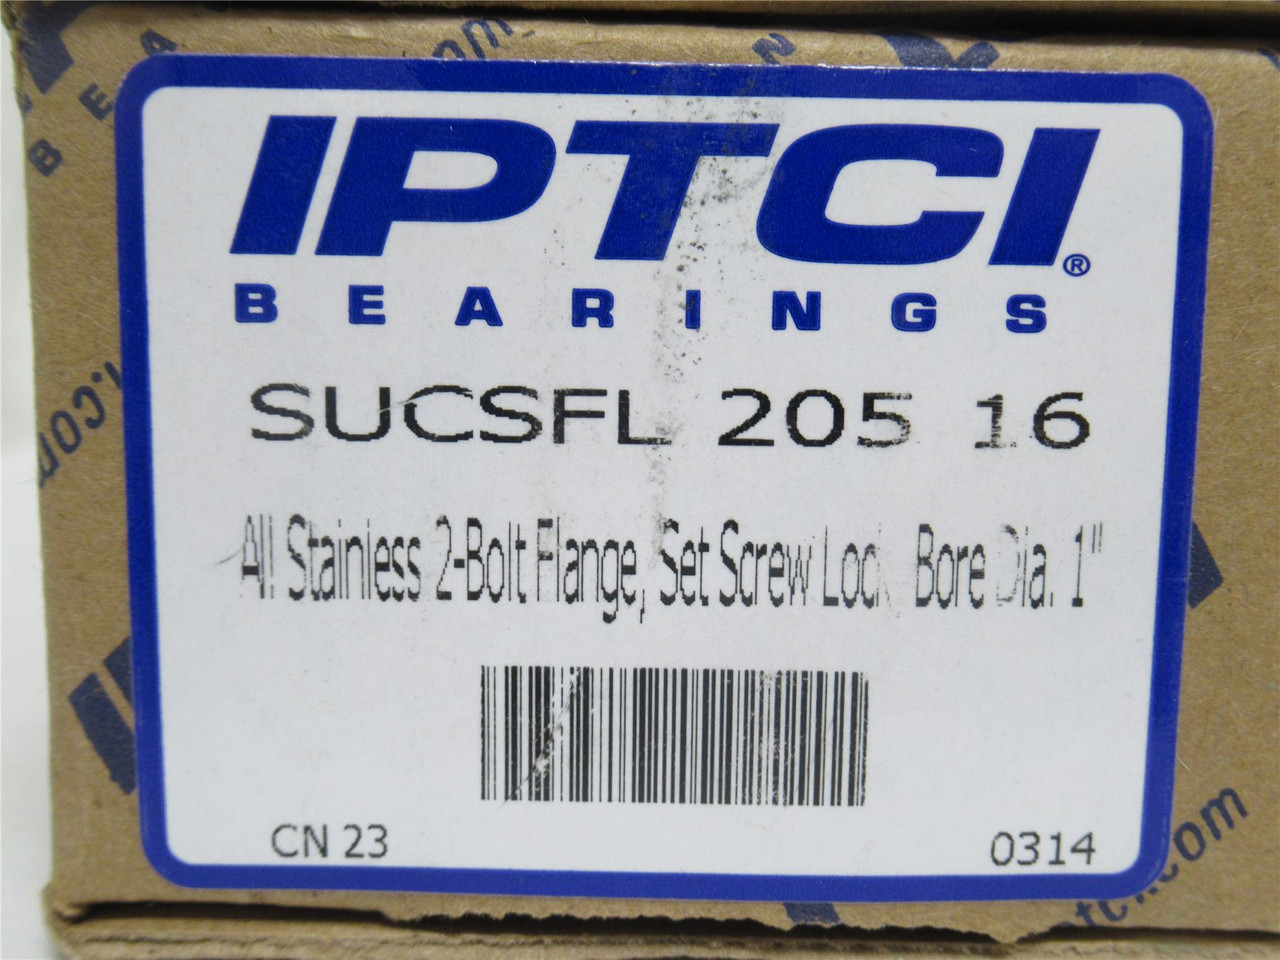 IPTCI®
BEARINGS
SUCSFL 205 16
All Stainless 2-Bolt Flange, Set Screw Lock Bore Dia. 1"
CN 23
0314